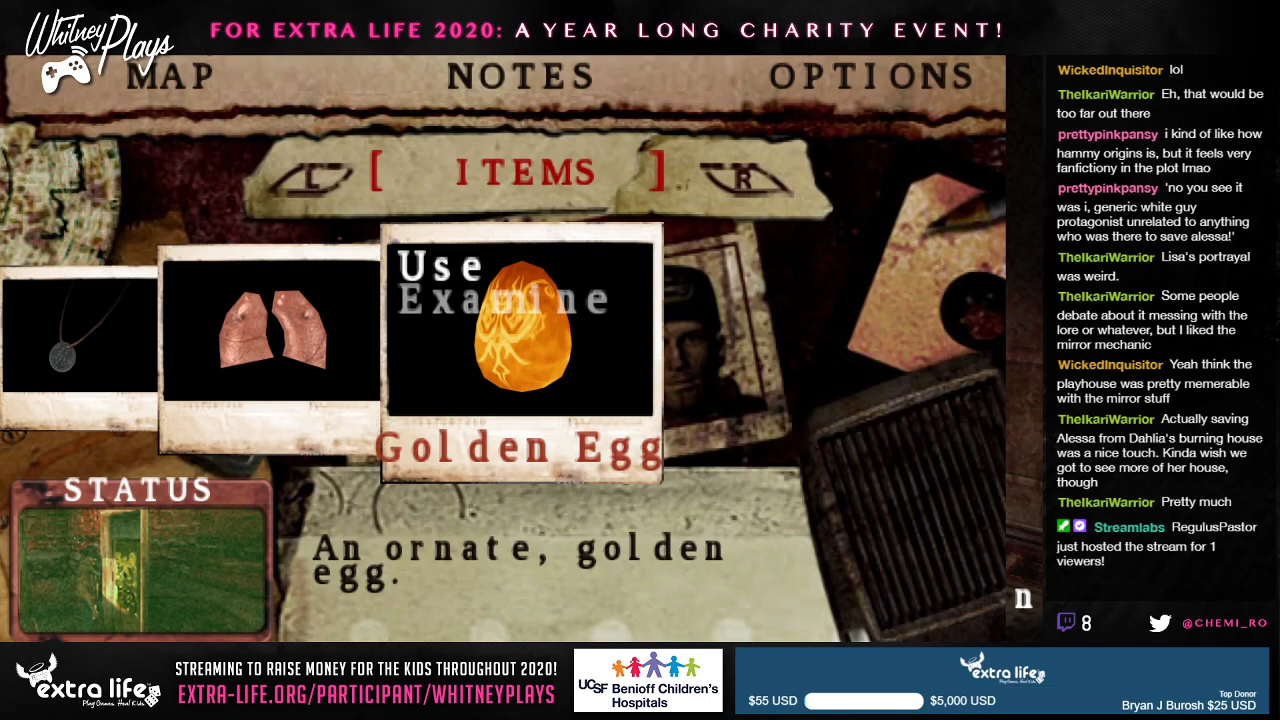 Whitney Plays
FOR EXTRA LIFE 2020: A YEAR LONG CHARITY EVENT!
MAP NOTES OPTIONS
L [ ITEMS ] R
Use
Examine
Golden Egg
STATUS
An ornate, golden
egg.
n
WickedInquisitor lol
TheIkariWarrior Eh, that would be
too far out there
prettypinkpansy i kind of like how
hammy origins is, but it feels very
fanfictiony in the plot lmao
prettypinkpansy 'no you see it
was i, generic white guy
protagonist unrelated to anything
who was there to save alessa!'
TheIkariWarrior Lisa's portrayal
was weird.
TheIkariWarrior Some people
debate about it messing with the
lore or whatever, but I liked the
mirror mechanic
WickedInquisitor Yeah think the
playhouse was pretty memerable
with the mirror stuff
TheIkariWarrior Actually saving
Alessa from Dahlia's burning house
was a nice touch. Kinda wish we
got to see more of her house,
though
TheIkariWarrior Pretty much
Streamlabs RegulusPastor
just hosted the stream for 1
viewers!
8 @CHEMI_RO
extra life
Play Games. Heal Kids.
STREAMING TO RAISE MONEY FOR THE KIDS THROUGHOUT 2020!
EXTRA-LIFE.ORG/PARTICIPANT/WHITNEYPLAYS
UCSF Benioff Children's
Hospitals
extra life
Play Games. Heal Kids.
$55 USD $5,000 USD
Top Donor
Bryan J Burosh $25 USD